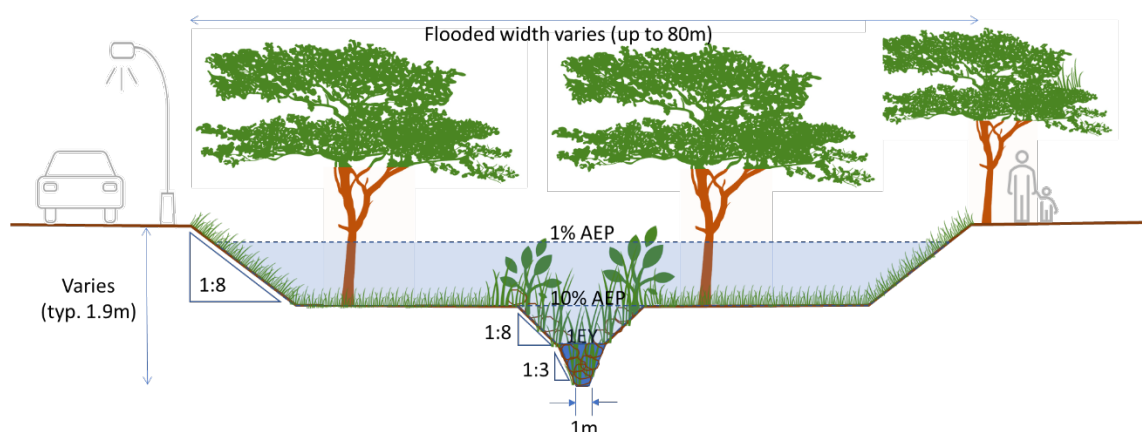 Flooded width varies (up to 80m)
1% AEP
1:8
Varies
(typ. 1.9m)
10% AEP
1:8
1EY
1:3
1m